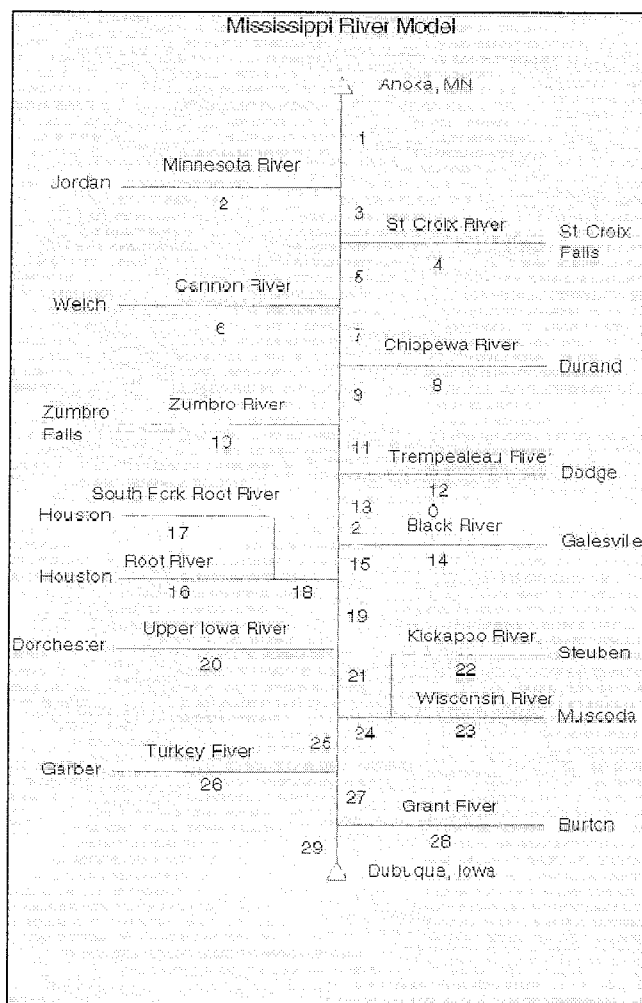 Mississippi River Model
Anoka, MN
1
Minnesota River
Jordan
2
3
St Croix River
St Croix
Falls
4
5
Cannon River
Welch
6
7
Chippewa River
Durand
8
9
Zumbro River
Zumbro
Falls
10
11
Trempealeau River
Dodge
12
0
13
South Fork Root River
Houston
17
2
Black River
Galesville
14
15
Root River
Houston
16
18
19
Upper Iowa River
Dorchester
20
Kickapoo River
Steuben
22
21
Wisconsin River
Muscoda
23
24
25
Turkey River
Garber
26
27
Grant River
Burton
28
29
Dubuque, Iowa